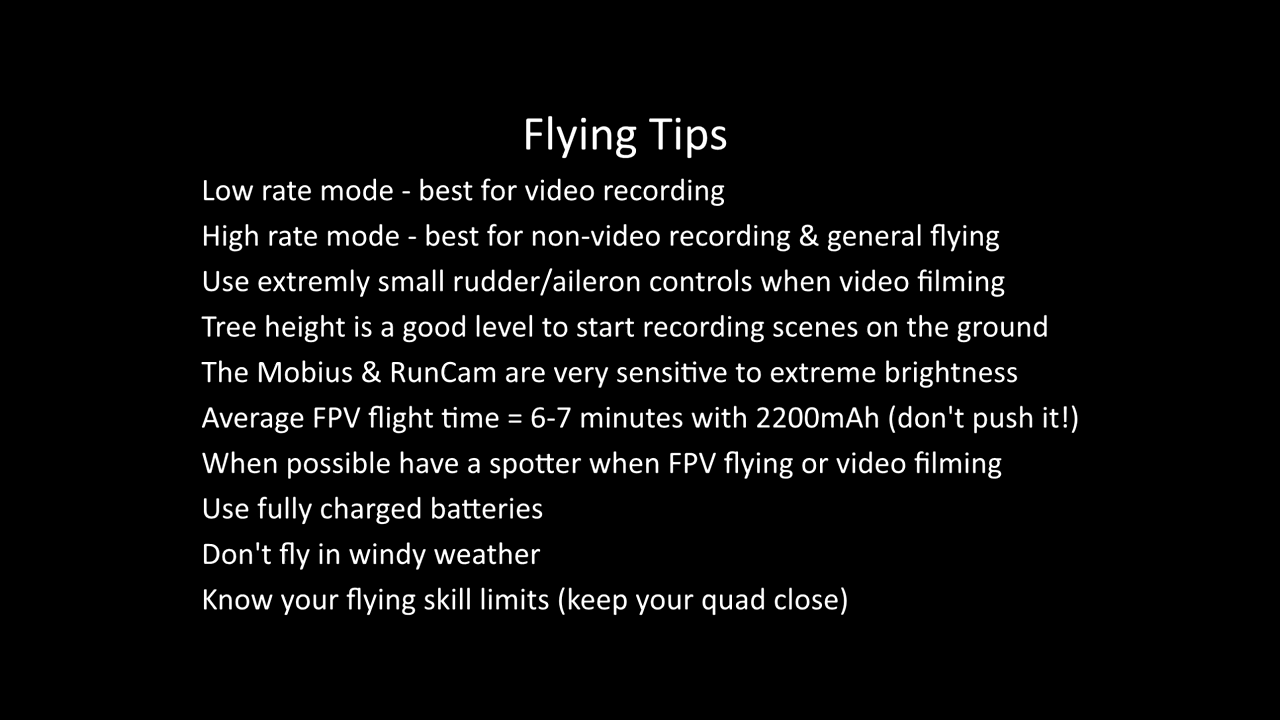 Flying Tips
Low rate mode - best for video recording
High rate mode - best for non-video recording & general flying
Use extremly small rudder/aileron controls when video filming
Tree height is a good level to start recording scenes on the ground
The Mobius & RunCam are very sensitive to extreme brightness
Average FPV flight time = 6-7 minutes with 2200mAh (don't push it!)
When possible have a spotter when FPV flying or video filming
Use fully charged batteries
Don't fly in windy weather
Know your flying skill limits (keep your quad close)